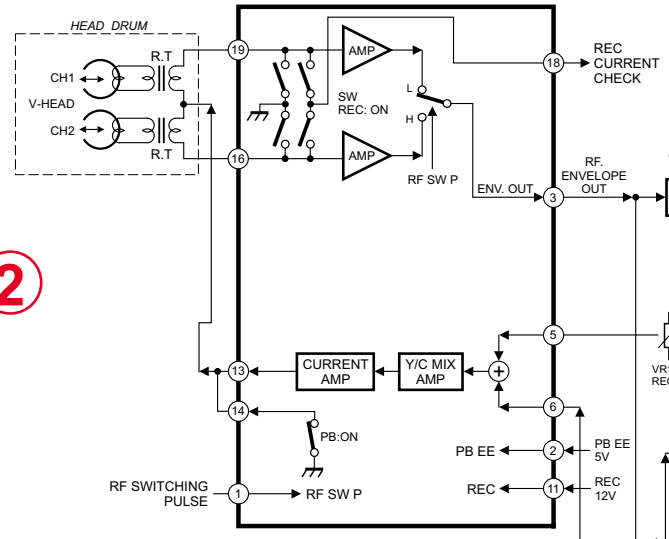 HEAD DRUM
R.T
CH1
V-HEAD
CH2
R.T
19
AMP
18
REC
CURRENT
CHECK
SW
REC: ON
L
H
16
AMP
RF SW P
ENV. OUT
3
RF.
ENVELOPE
OUT
2
5
13
CURRENT
AMP
Y/C MIX
AMP
+
VR
REC
6
14
PB:ON
PB EE
2
PB EE
5V
RF SWITCHING
PULSE
1
RF SW P
REC
11
REC
12V